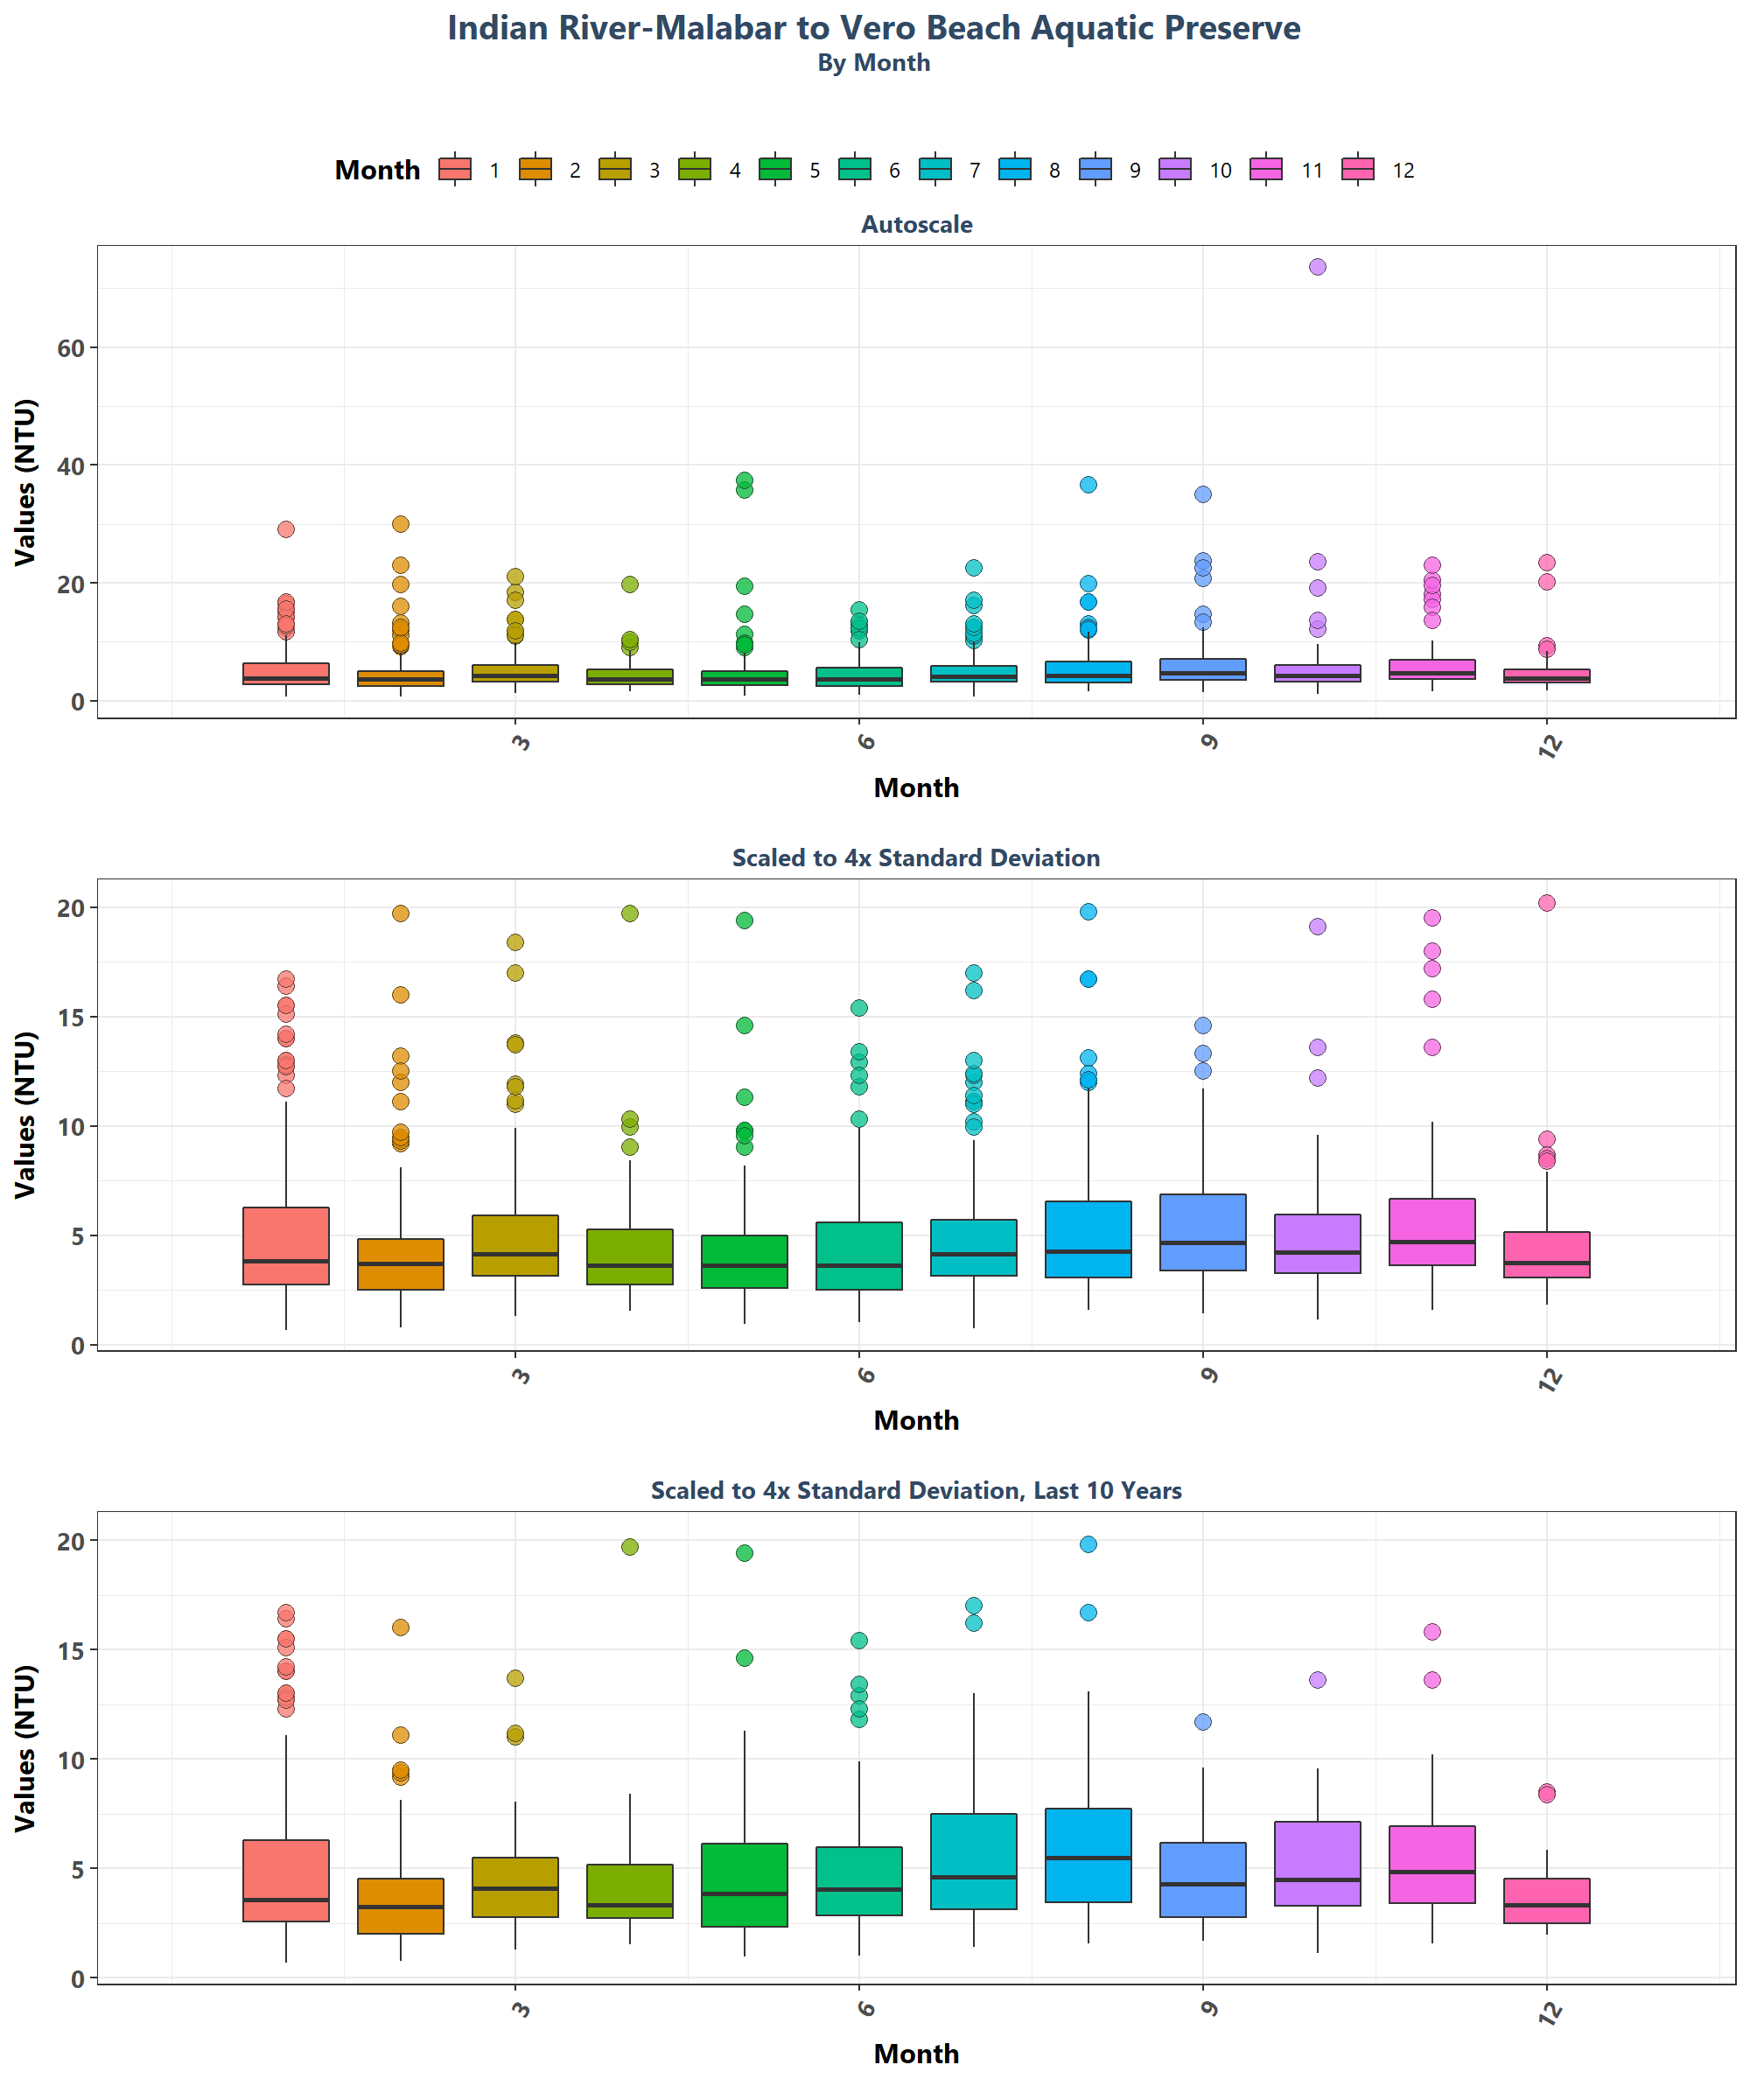 Indian River-Malabar to Vero Beach Aquatic Preserve
By Month
Month 1 2 3 4 5 6 7 8 9 10 11 12
Autoscale
Values (NTU)
60
40
20
0
3 6 9 12
Month
Scaled to 4x Standard Deviation
Values (NTU)
20
15
10
5
0
3 6 9 12
Month
Scaled to 4x Standard Deviation, Last 10 Years
Values (NTU)
20
15
10
5
0
3 6 9 12
Month